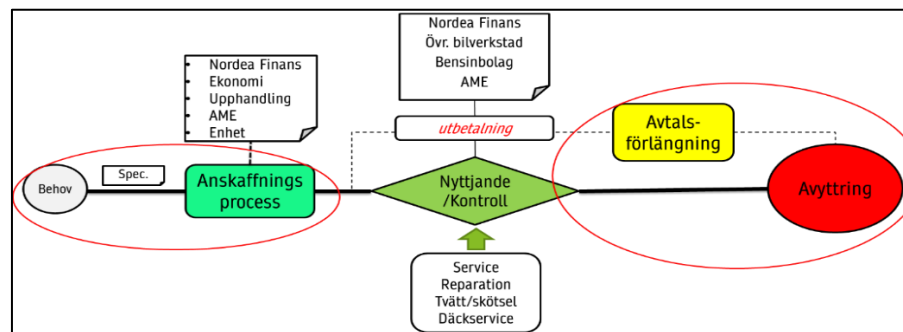 Nordea Finans
Ekonomi
Upphandling
AME
Enhet
Nordea Finans
Övr. bilverkstad
Bensinbolag
AME
utbetalning
Avtals-
förlängning
Behov
Spec.
Anskaffnings
process
Nyttjande
/Kontroll
Avyttring
Service
Reparation
Tvätt/skötsel
Däckservice